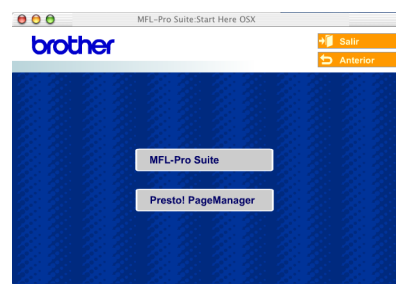 MFL-Pro Suite:Start Here OSX
brother
Salir
Anterior
MFL-Pro Suite
Presto! PageManager